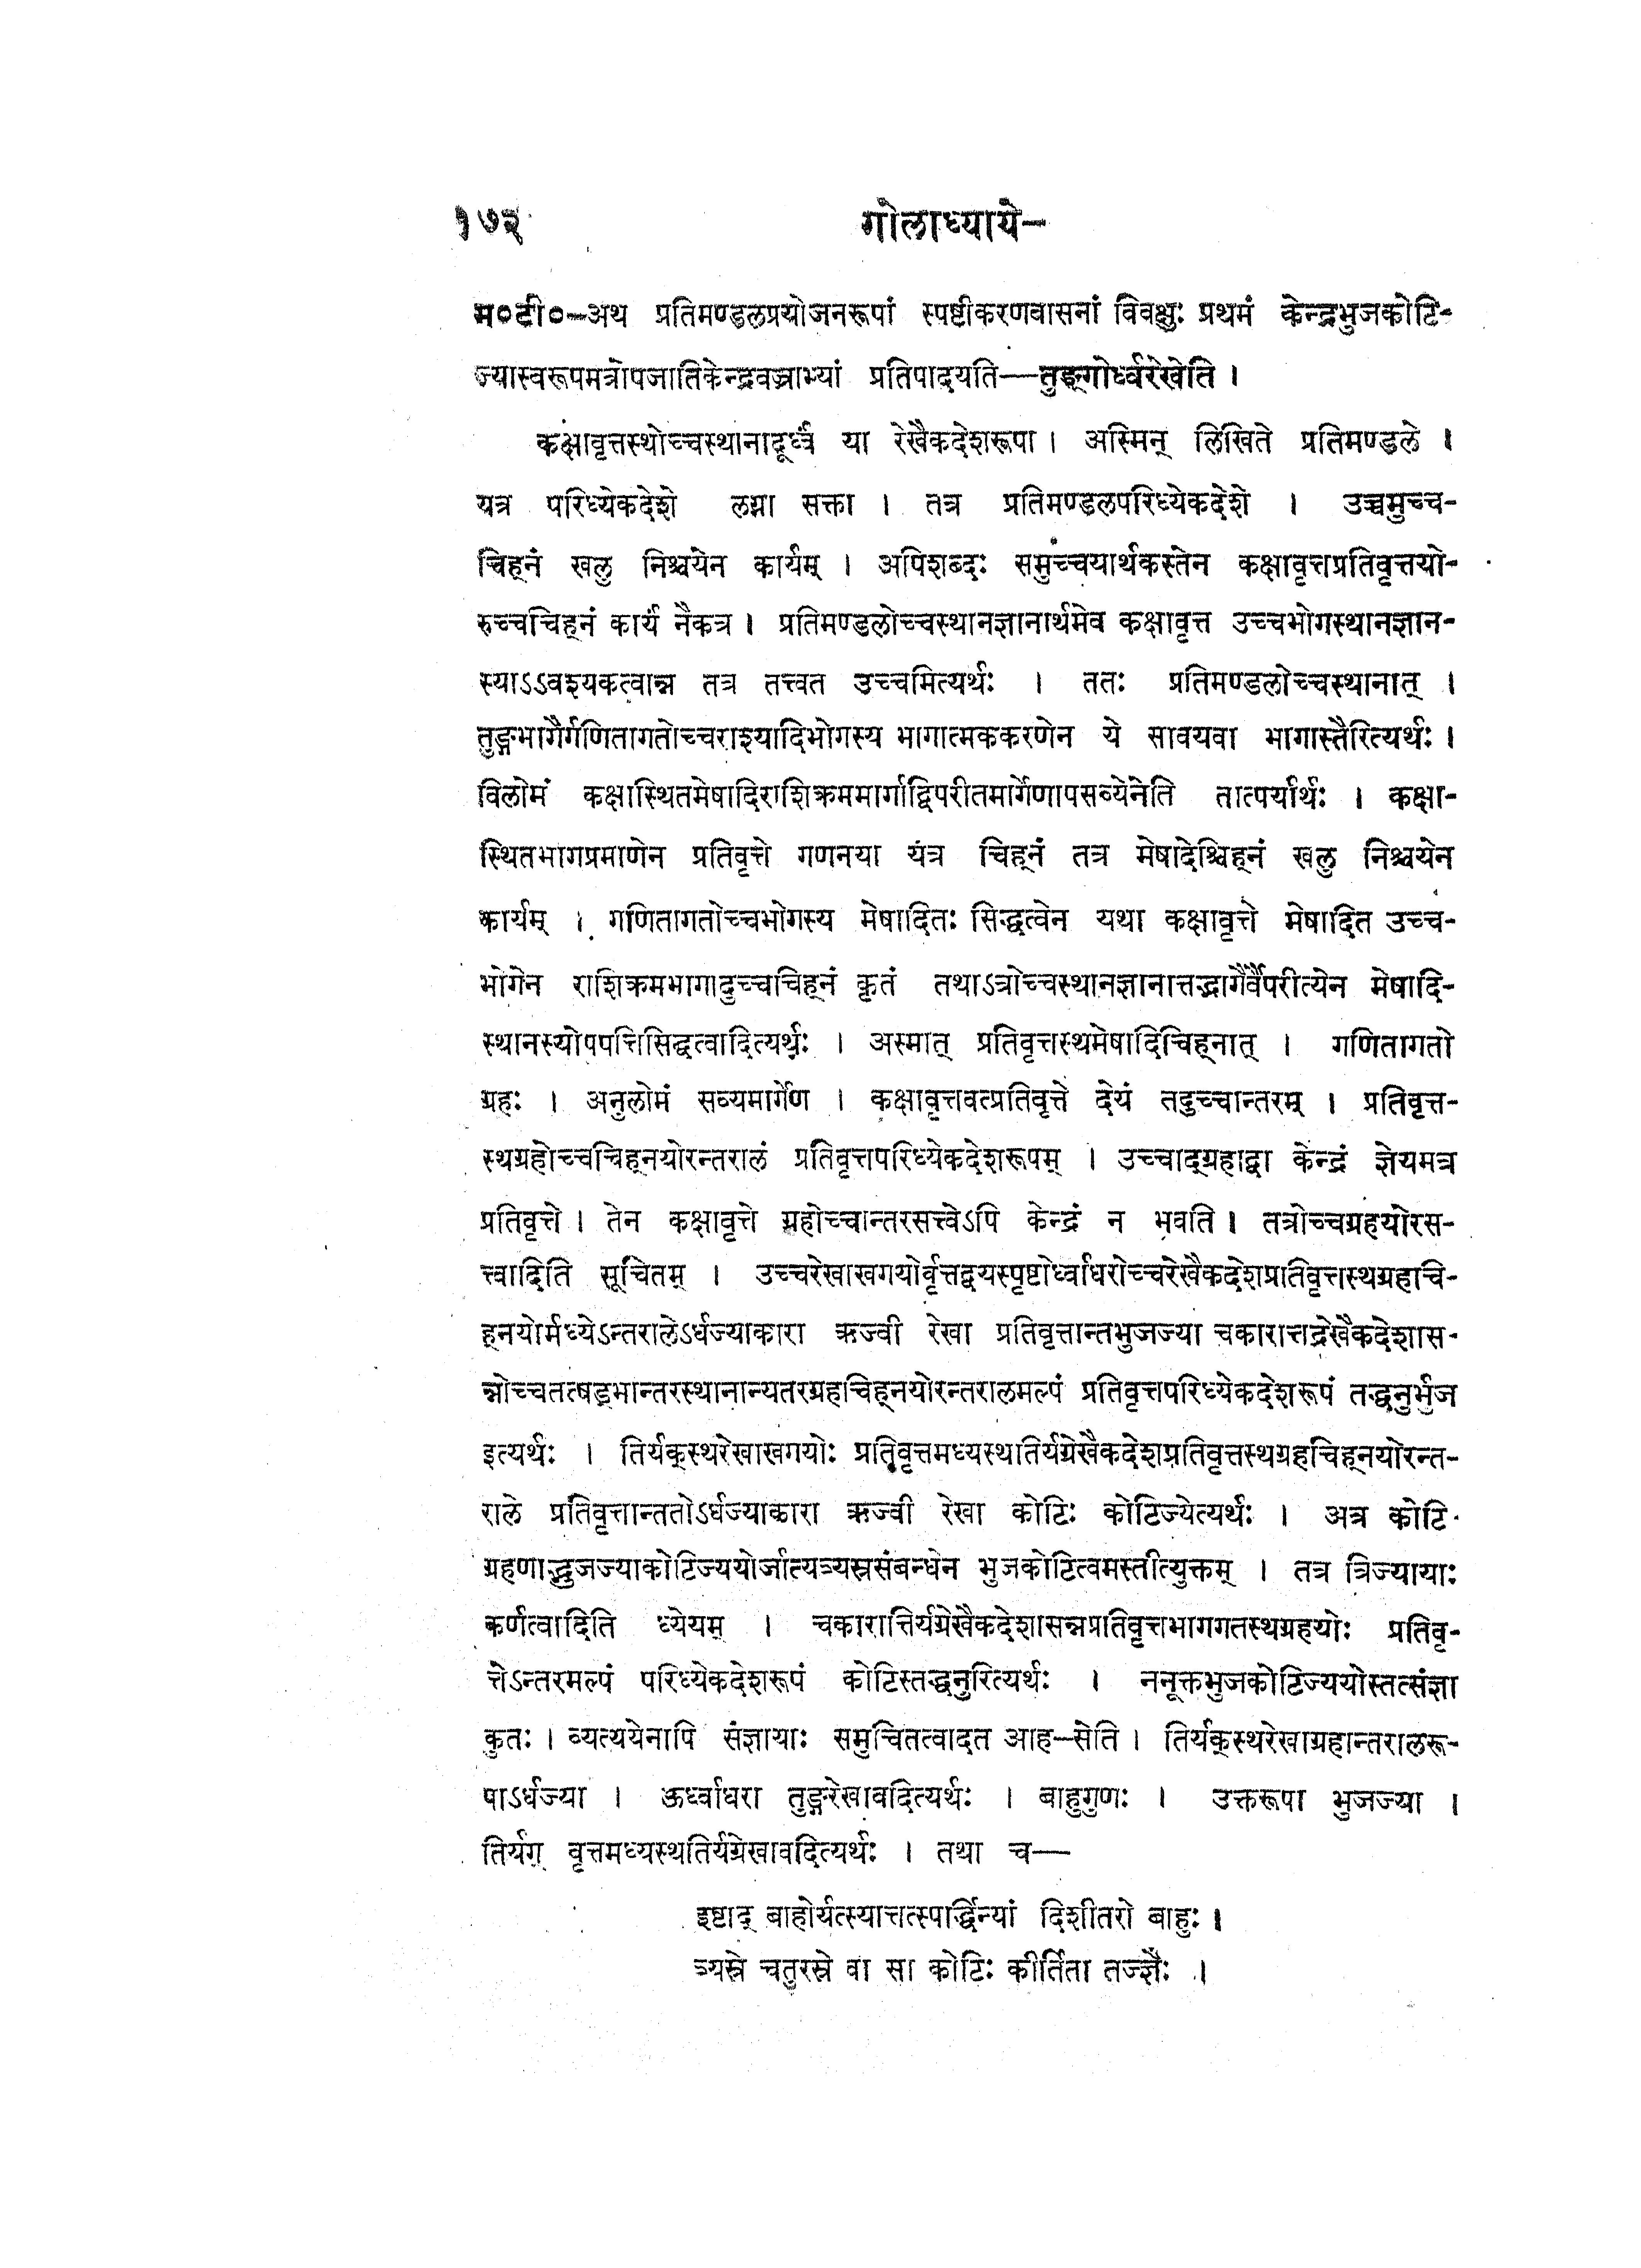 १७२
गोलाध्याये–
म०टी०–अथ प्रतिमण्डलप्रयोजनरूपां स्पष्टीकरणवासनां विवक्षुः प्रथमं केन्द्रभुजकोटि-
ज्यास्वरूपमत्रोपजातिकेन्द्रवज्राभ्यां प्रतिपादयति—तुङ्गोर्ध्वरेखेति ।
कक्षावृत्तस्थोच्चस्थानादूर्ध्वं या रेखैकदेशरूपा । अस्मिन् लिखिते प्रतिमण्डले ।
यत्र परिध्येकदेशे लग्ना सक्ता । तत्र प्रतिमण्डलपरिध्येकदेशे । उच्चमुच्च-
चिह्नं खलु निश्चयेन कार्यम् । अपिशब्दः समुच्चयार्थकस्तेन कक्षावृत्तप्रतिवृत्तयो-
रुच्चचिह्नं कार्यं नैकत्र । प्रतिमण्डलोच्चस्थानज्ञानार्थमेव कक्षावृत्त उच्चभोगस्थानज्ञान-
स्याऽऽवश्यकत्वान्न तत्र तत्त्वत उच्चमित्यर्थः । ततः प्रतिमण्डलोच्चस्थानात् ।
तुङ्गभागैर्गणितागतोच्चराश्यादिभोगस्य भागात्मककरणेन ये सावयवा भागास्तैरित्यर्थः ।
विलोमं कक्षास्थितमेषादिराशिक्रममार्गाद्विपरीतमार्गेणापसव्येनेति तात्पर्यार्थः । कक्षा-
स्थितभागप्रमाणेन प्रतिवृत्ते गणनया यत्र चिह्नं तत्र मेषादेश्चिह्नं खलु निश्चयेन
कार्यम् । गणितागतोच्चभोगस्य मेषादितः सिद्धत्वेन यथा कक्षावृत्ते मेषादित उच्च-
भोगेन राशिक्रमभागादुच्चचिह्नं कृतं तथाऽत्रोच्चस्थानज्ञानात्तद्भागैर्वैपरीत्येन मेषादि-
स्थानस्योपपत्तिसिद्धत्वादित्यर्थः । अस्मात् प्रतिवृत्तस्थमेषादिचिह्नात् । गणितागतो
ग्रहः । अनुलोमं सव्यमार्गेण । कक्षावृत्तवत्प्रतिवृत्ते देयं तदुच्चान्तरम् । प्रतिवृत्त-
स्थग्रहोच्चचिह्नयोरन्तरालं प्रतिवृत्तपरिध्येकदेशरूपम् । उच्चाद्ग्रहाद्वा केन्द्रं ज्ञेयमत्र
प्रतिवृत्ते । तेन कक्षावृत्ते ग्रहोच्चान्तरसत्त्वेऽपि केन्द्रं न भवति । तत्रोच्चग्रहयोरस-
त्त्वादिति सूचितम् । उच्चरेखाखगयोर्वृत्तद्वयस्पृष्टोर्ध्वाधरोच्चरेखैकदेशप्रातिवृत्तस्थग्रहाचि-
ह्नयोर्मध्येऽन्तरालेऽर्धज्याकारा ऋज्वी रेखा प्रतिवृत्तान्तभुजज्या चकारात्तद्रेखैकदेशास-
न्नोच्चतत्षड्भान्तरस्थानान्यतरग्रहचिह्नयोरन्तरालमल्पं प्रतिवृत्तपरिध्येकदेशरूपं तद्धनुर्भुज
इत्यर्थः । तिर्यक्स्थरेखाखगयोः प्रतिवृत्तमध्यस्थातिर्यग्रेखैकदेशप्रतिवृत्तस्थग्रहचिह्नयोरन्त-
राले प्रतिवृत्तान्ततोऽर्धज्याकारा ऋज्वी रेखा कोटिः कोटिज्येत्यर्थः । अत्र कोटि-
ग्रहणाद्भुजज्याकोटिज्ययोर्जात्यत्र्यस्रसंबन्धेन भुजकोटित्वमस्तीत्युक्तम् । तत्र त्रिज्यायाः
कर्णत्वादिति ध्येयम् । चकारात्तिर्यग्रेखैकदेशासन्नप्रातिवृत्तभागगतस्थग्रहयोः प्रतिवृ-
त्तेऽन्तरमल्पं परिध्येकदेशरूपं कोटिस्तद्धनुरित्यर्थः । ननूक्तभुजकोटिज्ययोस्तत्संज्ञा
कुतः । व्यत्ययेनापि संज्ञायाः समुचितत्वादत आह–सेति । तिर्यक्स्थरेखाग्रहान्तरालरू-
पाऽर्धज्या । ऊर्ध्वाधरा तुङ्गरेखावदित्यर्थः । बाहुगुणः । उक्तरूपा भुजज्या ।
तिर्यग् वृत्तमध्यस्थतिर्यग्रेखावदित्यर्थः । तथा च—
इष्टाद् बाहोर्यत्स्यात्तत्स्पर्द्धिन्यां दिशीतरो बाहुः ।
त्र्यस्रे चतुरस्रे वा सा कोटिः कीर्तिता तज्ज्ञैः ।